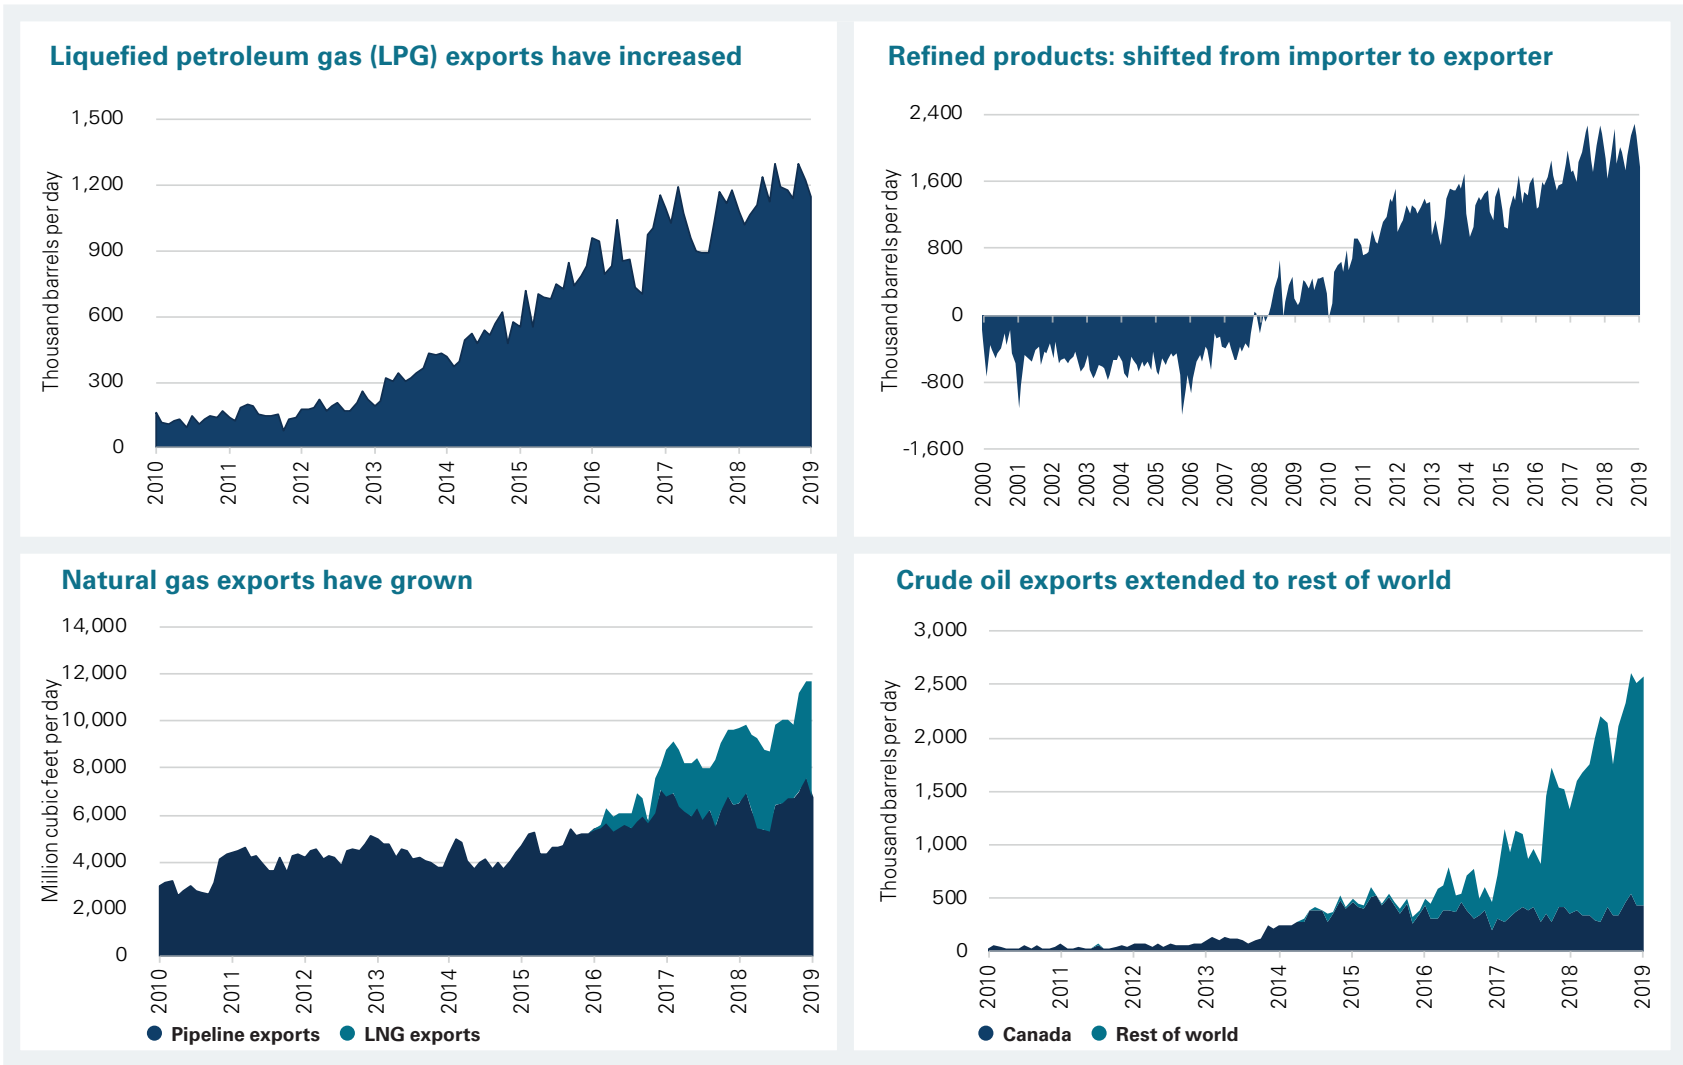 Liquefied petroleum gas (LPG) exports have increased
Thousand barrels per day
1,500
1,200
900
600
300
0
2010 2011 2012 2013 2014 2015 2016 2017 2018 2019
Refined products: shifted from importer to exporter
Thousand barrels per day
2,400
1,600
800
0
-800
-1,600
2000 2001 2002 2003 2004 2005 2006 2007 2008 2009 2010 2011 2012 2013 2014 2015 2016 2017 2018 2019
Natural gas exports have grown
Million cubic feet per day
14,000
12,000
10,000
8,000
6,000
4,000
2,000
0
2010 2011 2012 2013 2014 2015 2016 2017 2018 2019
Pipeline exports LNG exports
Crude oil exports extended to rest of world
Thousand barrels per day
3,000
2,500
2,000
1,500
1,000
500
0
2010 2011 2012 2013 2014 2015 2016 2017 2018 2019
Canada Rest of world